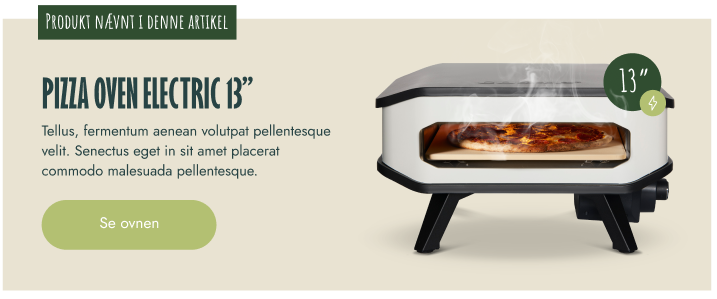 PRODUKT NÆVNT I DENNE ARTIKEL
PIZZA OVEN ELECTRIC 13”
Tellus, fermentum aenean volutpat pellentesque
velit. Senectus eget in sit amet placerat
commodo malesuada pellentesque.
Se ovnen
13”